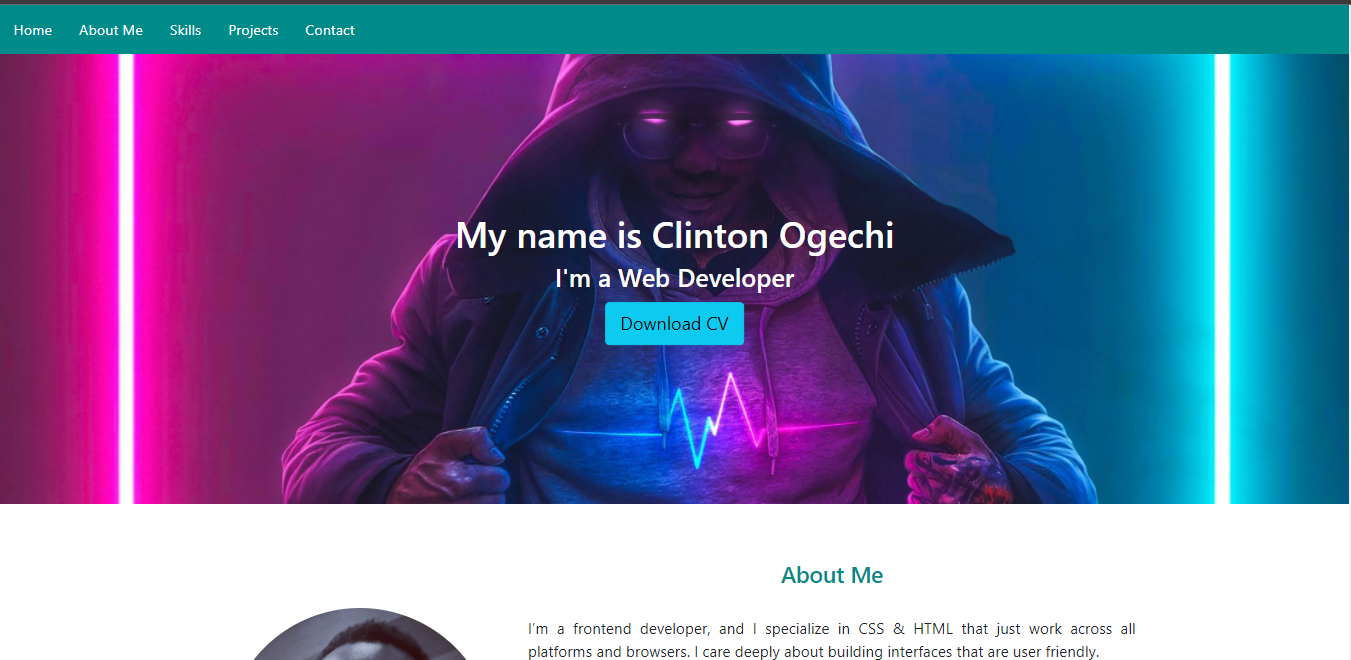 Home About Me Skills Projects Contact
My name is Clinton Ogechi
I'm a Web Developer
Download CV
About Me
I'm a frontend developer, and I specialize in CSS & HTML that just work across all
platforms and browsers. I care deeply about building interfaces that are user friendly.